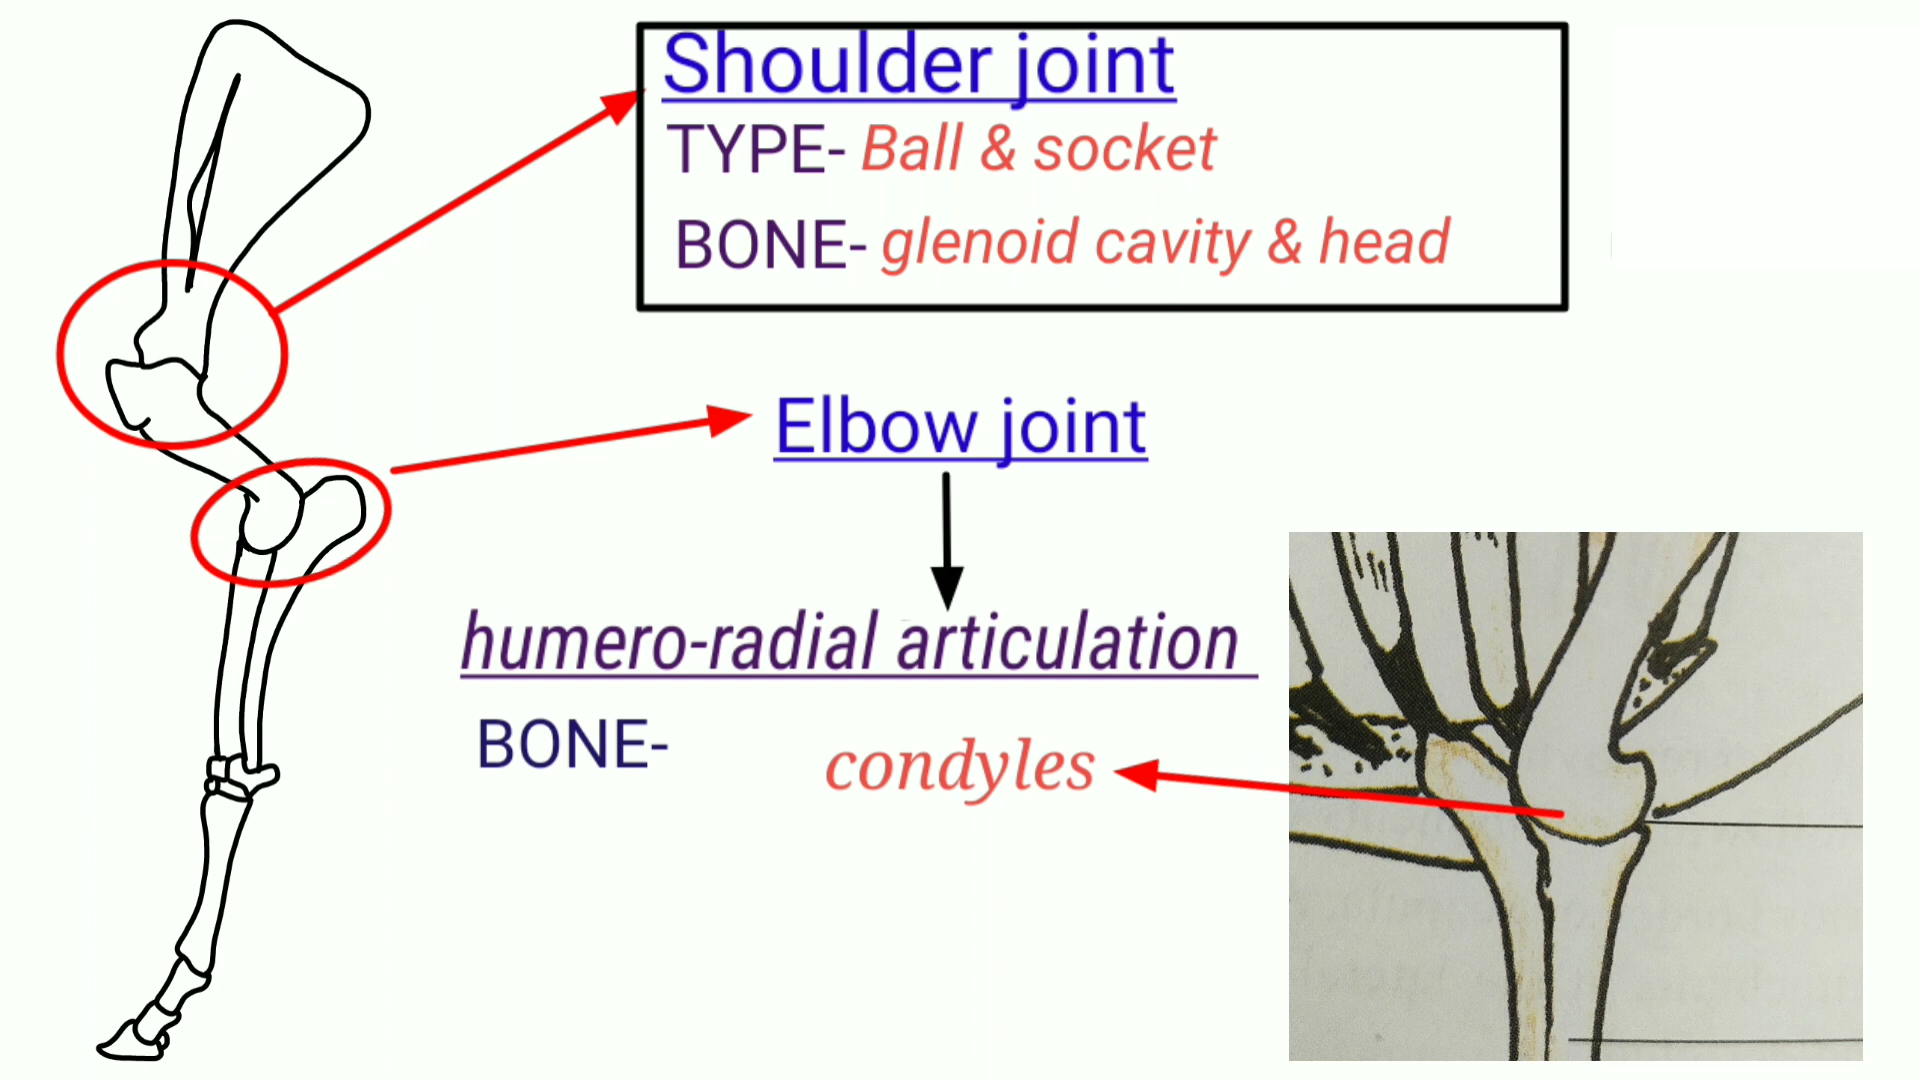 Shoulder joint
TYPE- Ball & socket
BONE- glenoid cavity & head
Elbow joint
humero-radial articulation
BONE- condyles